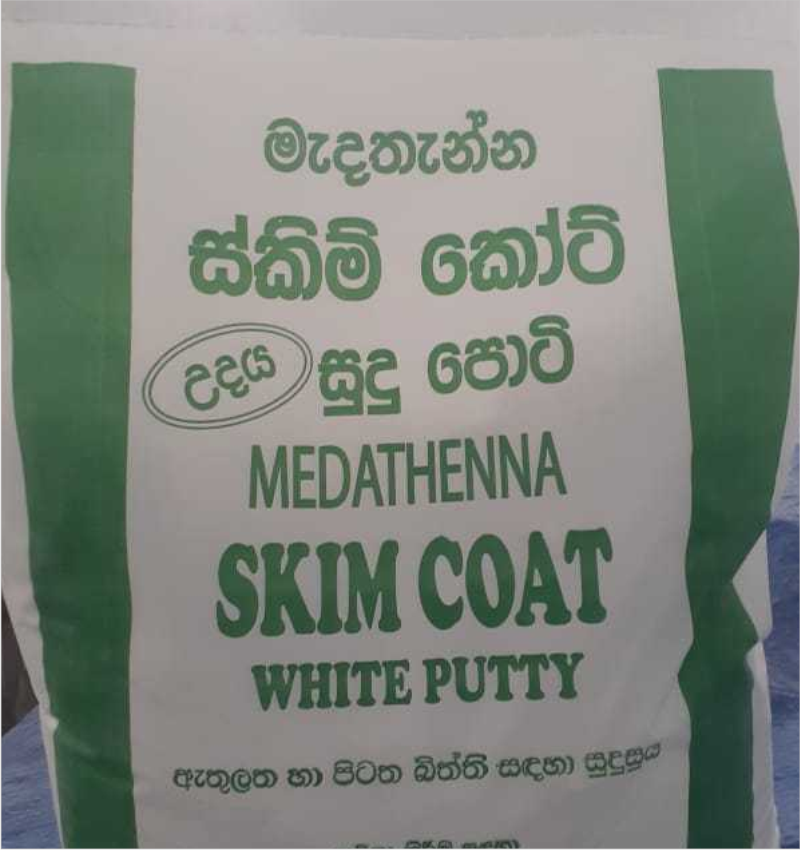 මැදතැන්න
ස්කිම් කෝට්
උදය සුදු පොටි
MEDATHENNA
SKIM COAT
WHITE PUTTY
ඇතුලත හා පිටත බිත්ති සඳහා සුදුසුය